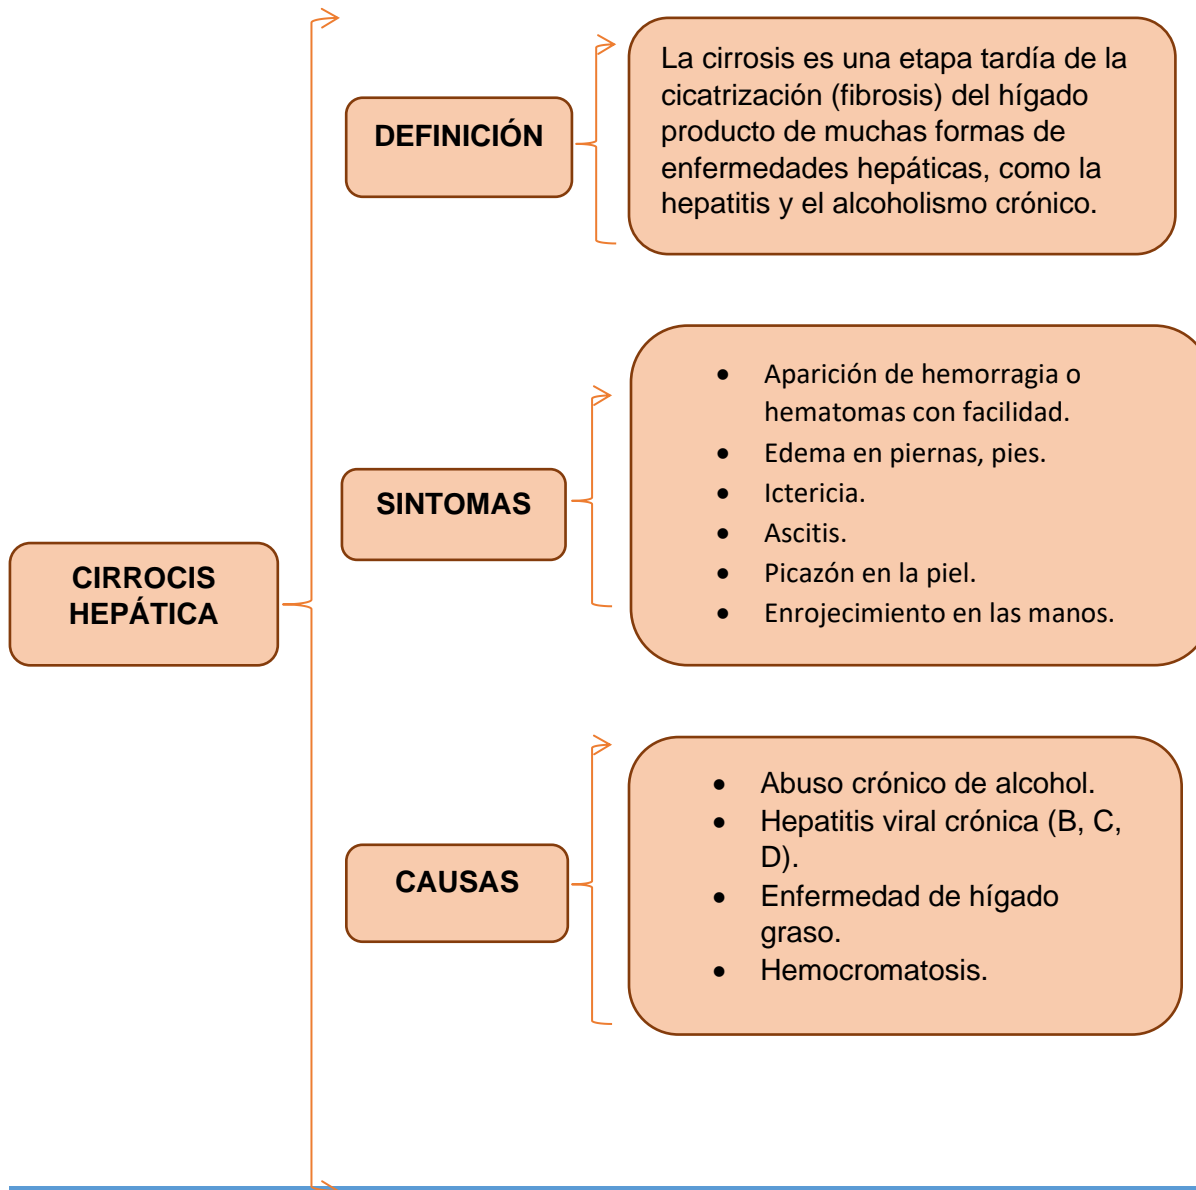 CIRROCIS
HEPÁTICA
DEFINICIÓN
La cirrosis es una etapa tardía de la
cicatrización (fibrosis) del hígado
producto de muchas formas de
enfermedades hepáticas, como la
hepatitis y el alcoholismo crónico.
SINTOMAS
• Aparición de hemorragia o
hematomas con facilidad.
• Edema en piernas, pies.
• Ictericia.
• Ascitis.
• Picazón en la piel.
• Enrojecimiento en las manos.
CAUSAS
• Abuso crónico de alcohol.
• Hepatitis viral crónica (B, C,
D).
• Enfermedad de hígado
graso.
• Hemocromatosis.